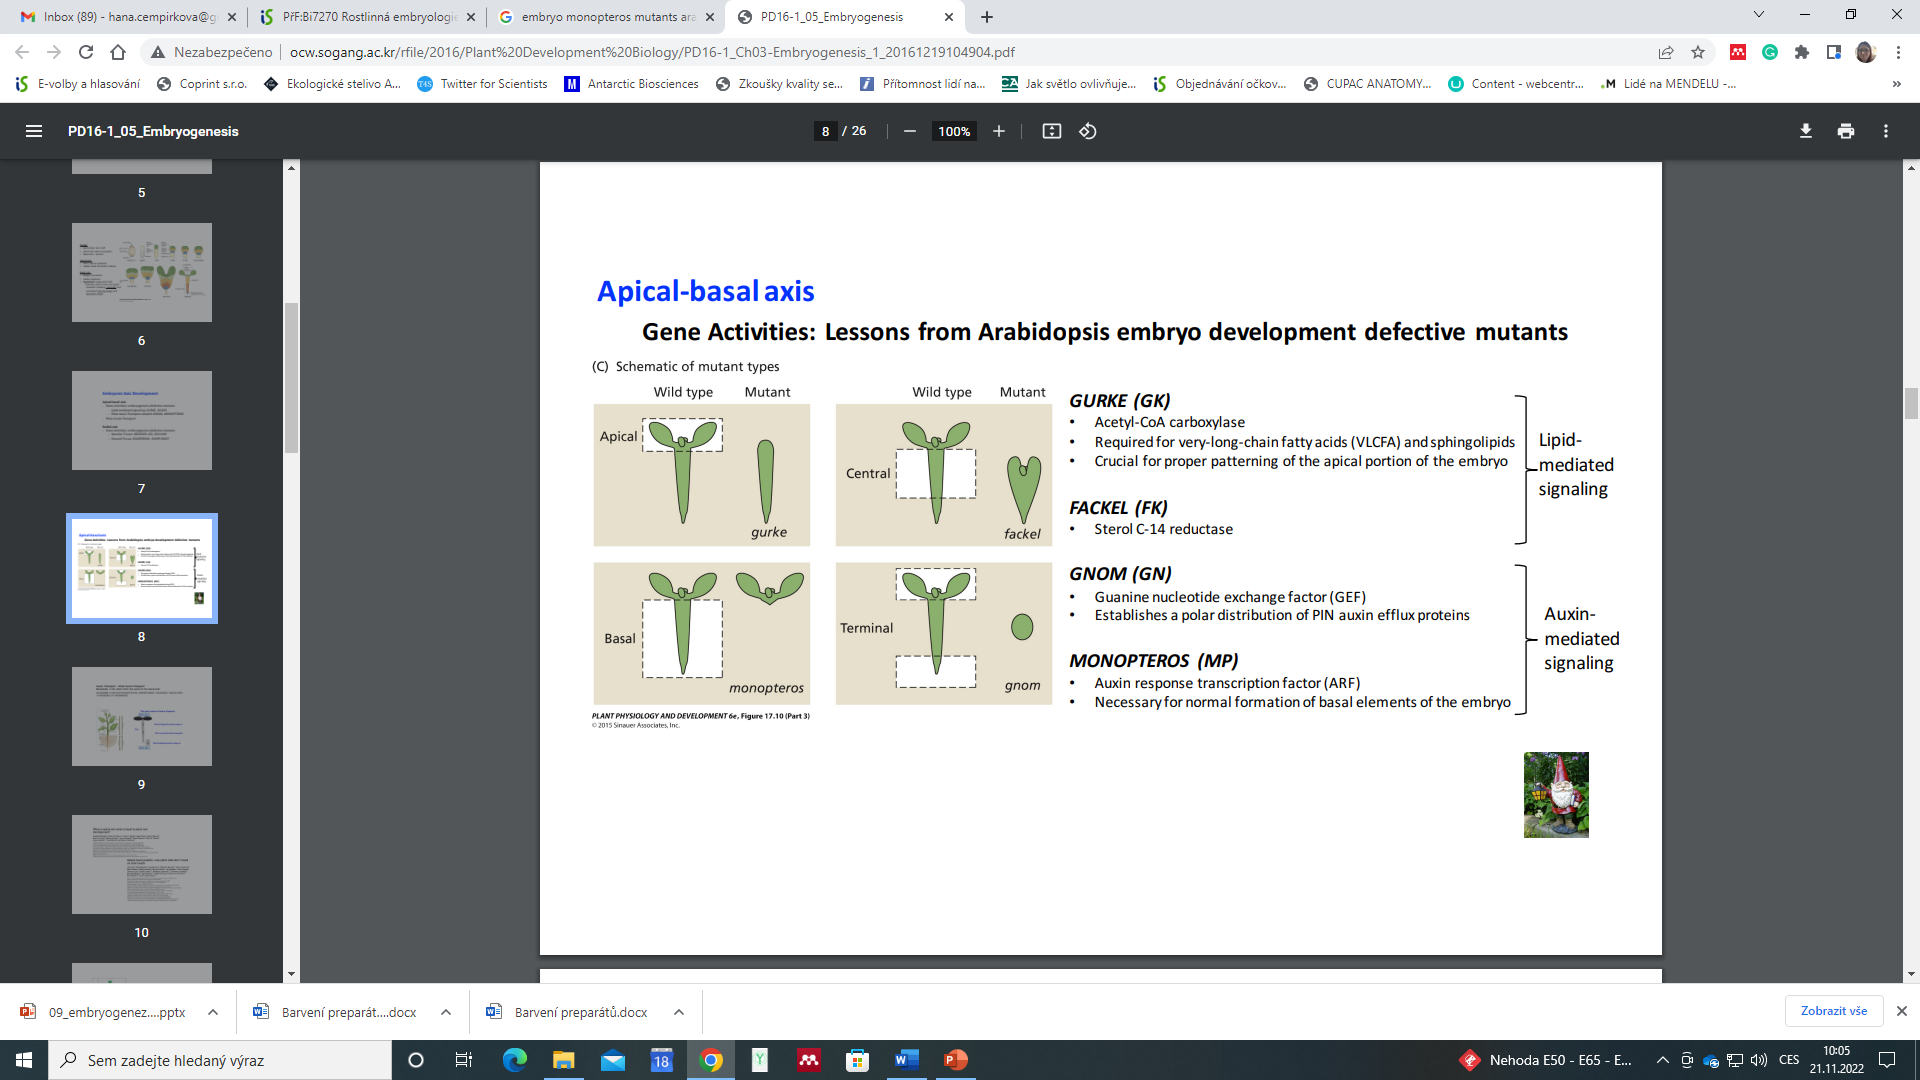 Inbox (89) - hana.cempirkova@g
PřF:Bi7270 Rostlinná embryologie
embryo monopteros mutants ara
PD16-1_05_Embryogenesis
Nezabezpečeno
ocw.sogang.ac.kr/rfile/2016/Plant%20Development%20Biology/PD16-1_Ch03-Embryogenesis_1_20161219104904.pdf
E-volby a hlasování
Coprint s.r.o.
Ekologické stelivo A...
Twitter for Scientists
Antarctic Biosciences
Zkoušky kvality se...
Přítomnost lidí na...
Jak světlo ovlivňuje...
Objednávání očkov...
CUPAC ANATOMY...
Content - webcentr...
Lidé na MENDELU -...
PD16-1_05_Embryogenesis
8 / 26
100%
5
6
7
8
9
10
Apical-basal axis
Gene Activities: Lessons from Arabidopsis embryo development defective mutants
(C) Schematic of mutant types
Wild type Mutant
Apical
gurke
Wild type Mutant
Central
fackel
Basal
monopteros
Terminal
gnom
PLANT PHYSIOLOGY AND DEVELOPMENT 6e, Figure 17.10 (Part 3)
© 2015 Sinauer Associates, Inc.
GURKE (GK)
• Acetyl-CoA carboxylase
• Required for very-long-chain fatty acids (VLCFA) and sphingolipids
• Crucial for proper patterning of the apical portion of the embryo
FACKEL (FK)
• Sterol C-14 reductase
Lipid-
mediated
signaling
GNOM (GN)
• Guanine nucleotide exchange factor (GEF)
• Establishes a polar distribution of PIN auxin efflux proteins
MONOPTEROS (MP)
• Auxin response transcription factor (ARF)
• Necessary for normal formation of basal elements of the embryo
Auxin-
mediated
signaling
09_embryogenez....pptx
Barvení preparát....docx
Barvení preparátů.docx
Zobrazit vše
Sem zadejte hledaný výraz
18
Nehoda E50 - E65 - E...
CES
10:05
21.11.2022